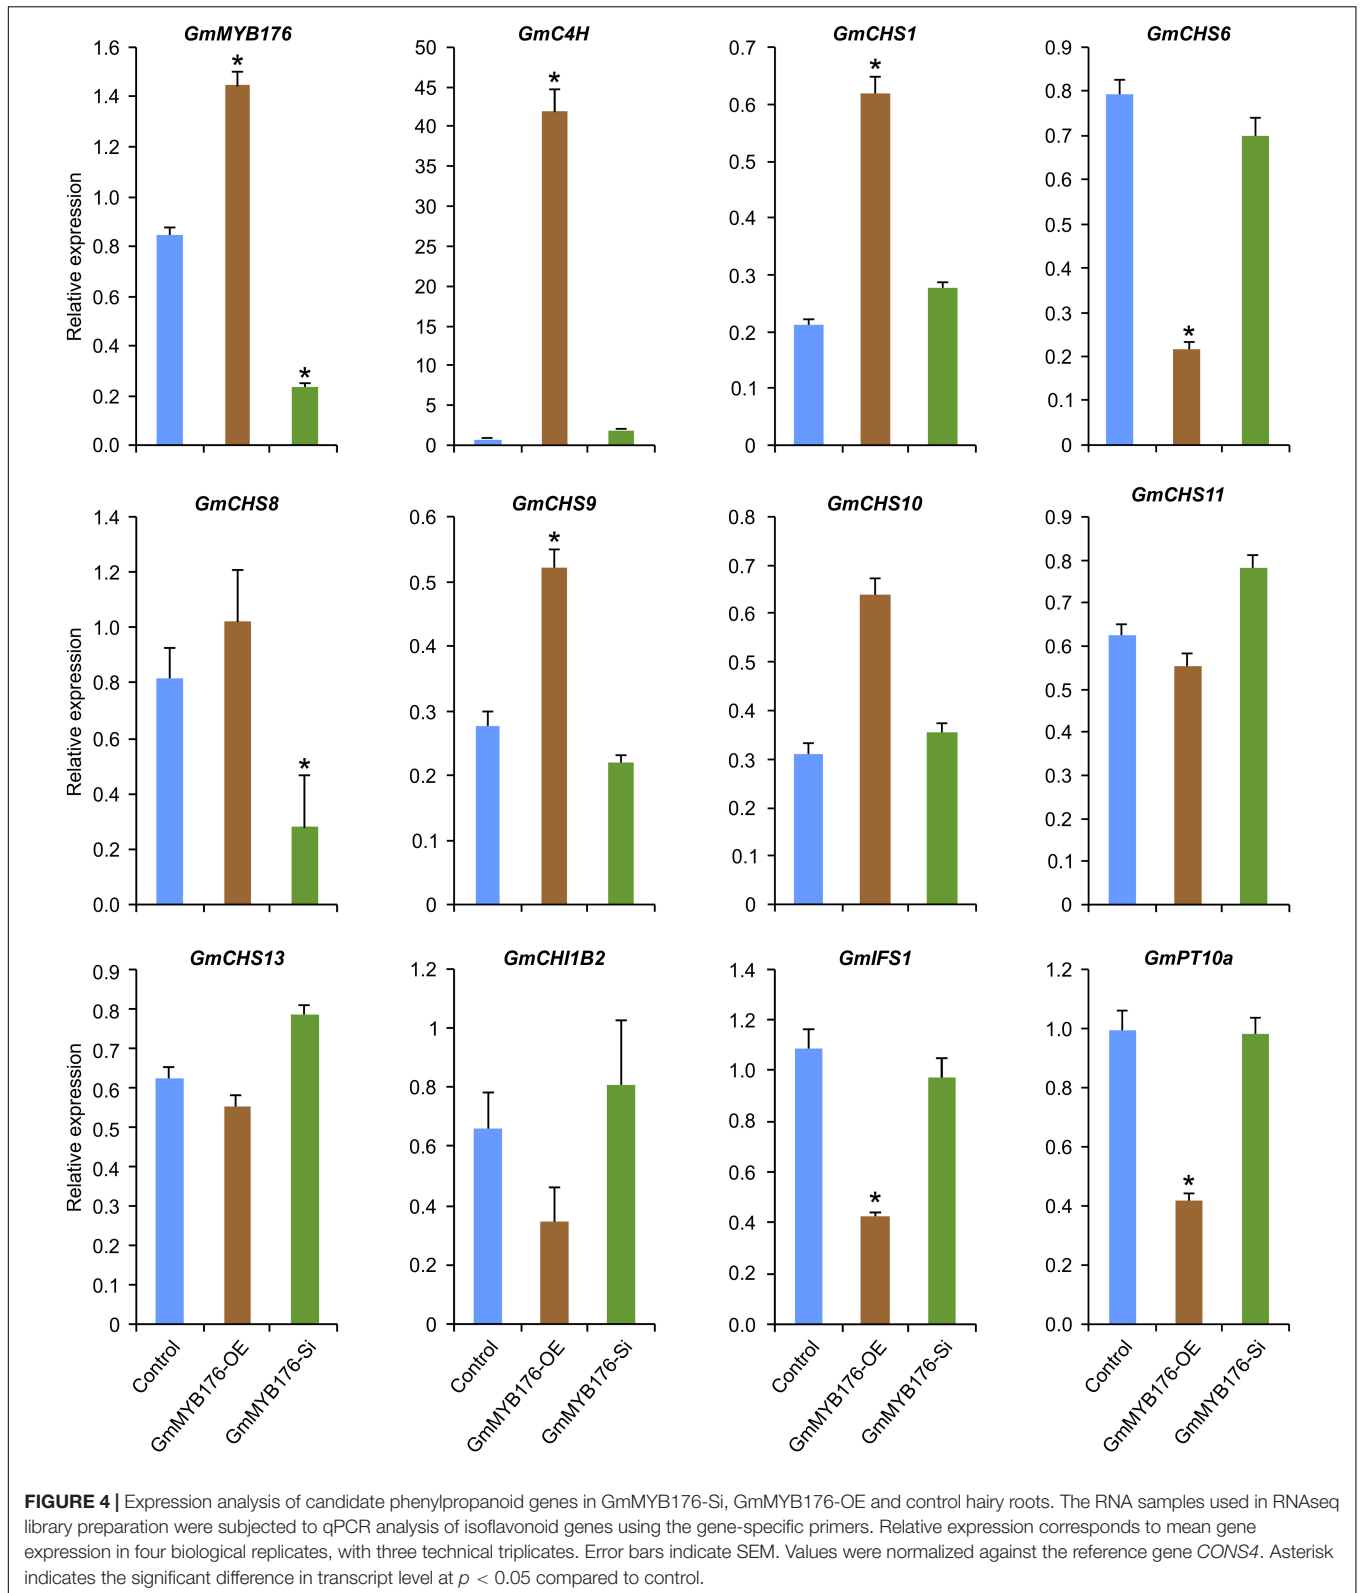 GmMYB176 GmC4H GmCHS1 GmCHS6
1.6 50 0.7 0.9
1.4 45 0.6 0.8
1.2 40 0.5 0.7
1.0 35 0.4 0.6
0.8 30 0.3 0.5
0.6 25 0.2 0.4
0.4 20 0.1 0.3
0.2 15 0 0.2
0.0 10 0.1
5 0
0
Relative expression
* * * * *
GmCHS8 GmCHS9 GmCHS10 GmCHS11
1.4 0.6 0.8 0.9
1.2 0.5 0.7 0.8
1.0 0.4 0.6 0.7
0.8 0.3 0.5 0.6
0.6 0.2 0.4 0.5
0.4 0.1 0.3 0.4
0.2 0 0.2 0.3
0.0 0.1 0.2
0 0.1
0
Relative expression
* *
GmCHS13 GmCHI1B2 GmIFS1 GmPT10a
0.9 1.2 1.4 1.2
0.8 1 1.2 1.0
0.7 0.8 1.0 0.8
0.6 0.6 0.8 0.6
0.5 0.4 0.6 0.4
0.4 0.2 0.4 0.2
0.3 0 0.2 0.0
0.2 0.0
0.1
0
Relative expression
* *
Control GmMYB176-OE GmMYB176-Si Control GmMYB176-OE GmMYB176-Si Control GmMYB176-OE GmMYB176-Si Control GmMYB176-OE GmMYB176-Si
FIGURE 4 | Expression analysis of candidate phenylpropanoid genes in GmMYB176-Si, GmMYB176-OE and control hairy roots. The RNA samples used in RNAseq
library preparation were subjected to qPCR analysis of isoflavonoid genes using the gene-specific primers. Relative expression corresponds to mean gene
expression in four biological replicates, with three technical triplicates. Error bars indicate SEM. Values were normalized against the reference gene CONS4. Asterisk
indicates the significant difference in transcript level at p < 0.05 compared to control.